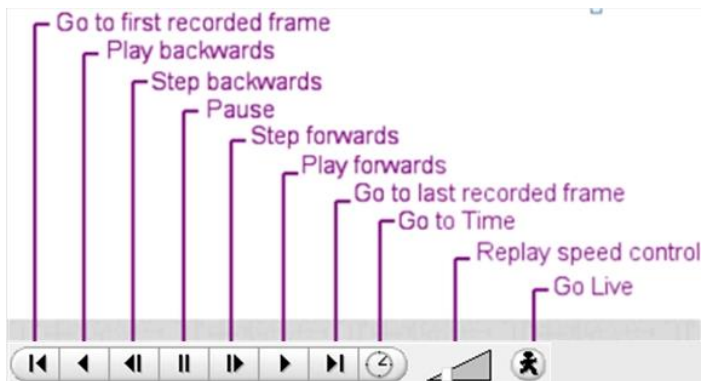 Go to first recorded frame
Play backwards
Step backwards
Pause
Step forwards
Play forwards
Go to last recorded frame
Go to Time
Replay speed control
Go Live